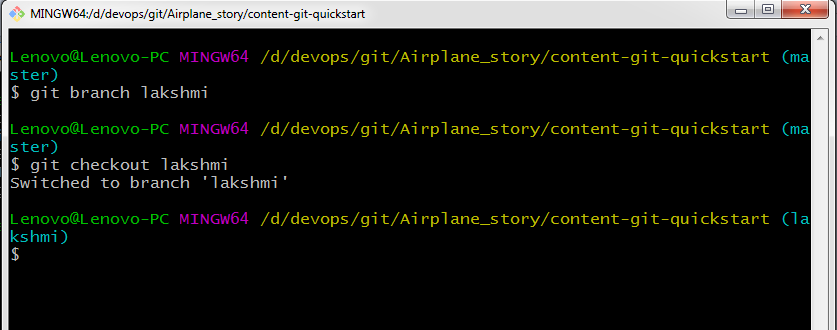 MINGW64:/d/devops/git/Airplane_story/content-git-quickstart
Lenovo@Lenovo-PC MINGW64 /d/devops/git/Airplane_story/content-git-quickstart (ma
ster)
$ git branch lakshmi
Lenovo@Lenovo-PC MINGW64 /d/devops/git/Airplane_story/content-git-quickstart (ma
ster)
$ git checkout lakshmi
Switched to branch 'lakshmi'
Lenovo@Lenovo-PC MINGW64 /d/devops/git/Airplane_story/content-git-quickstart (la
kshmi)
$